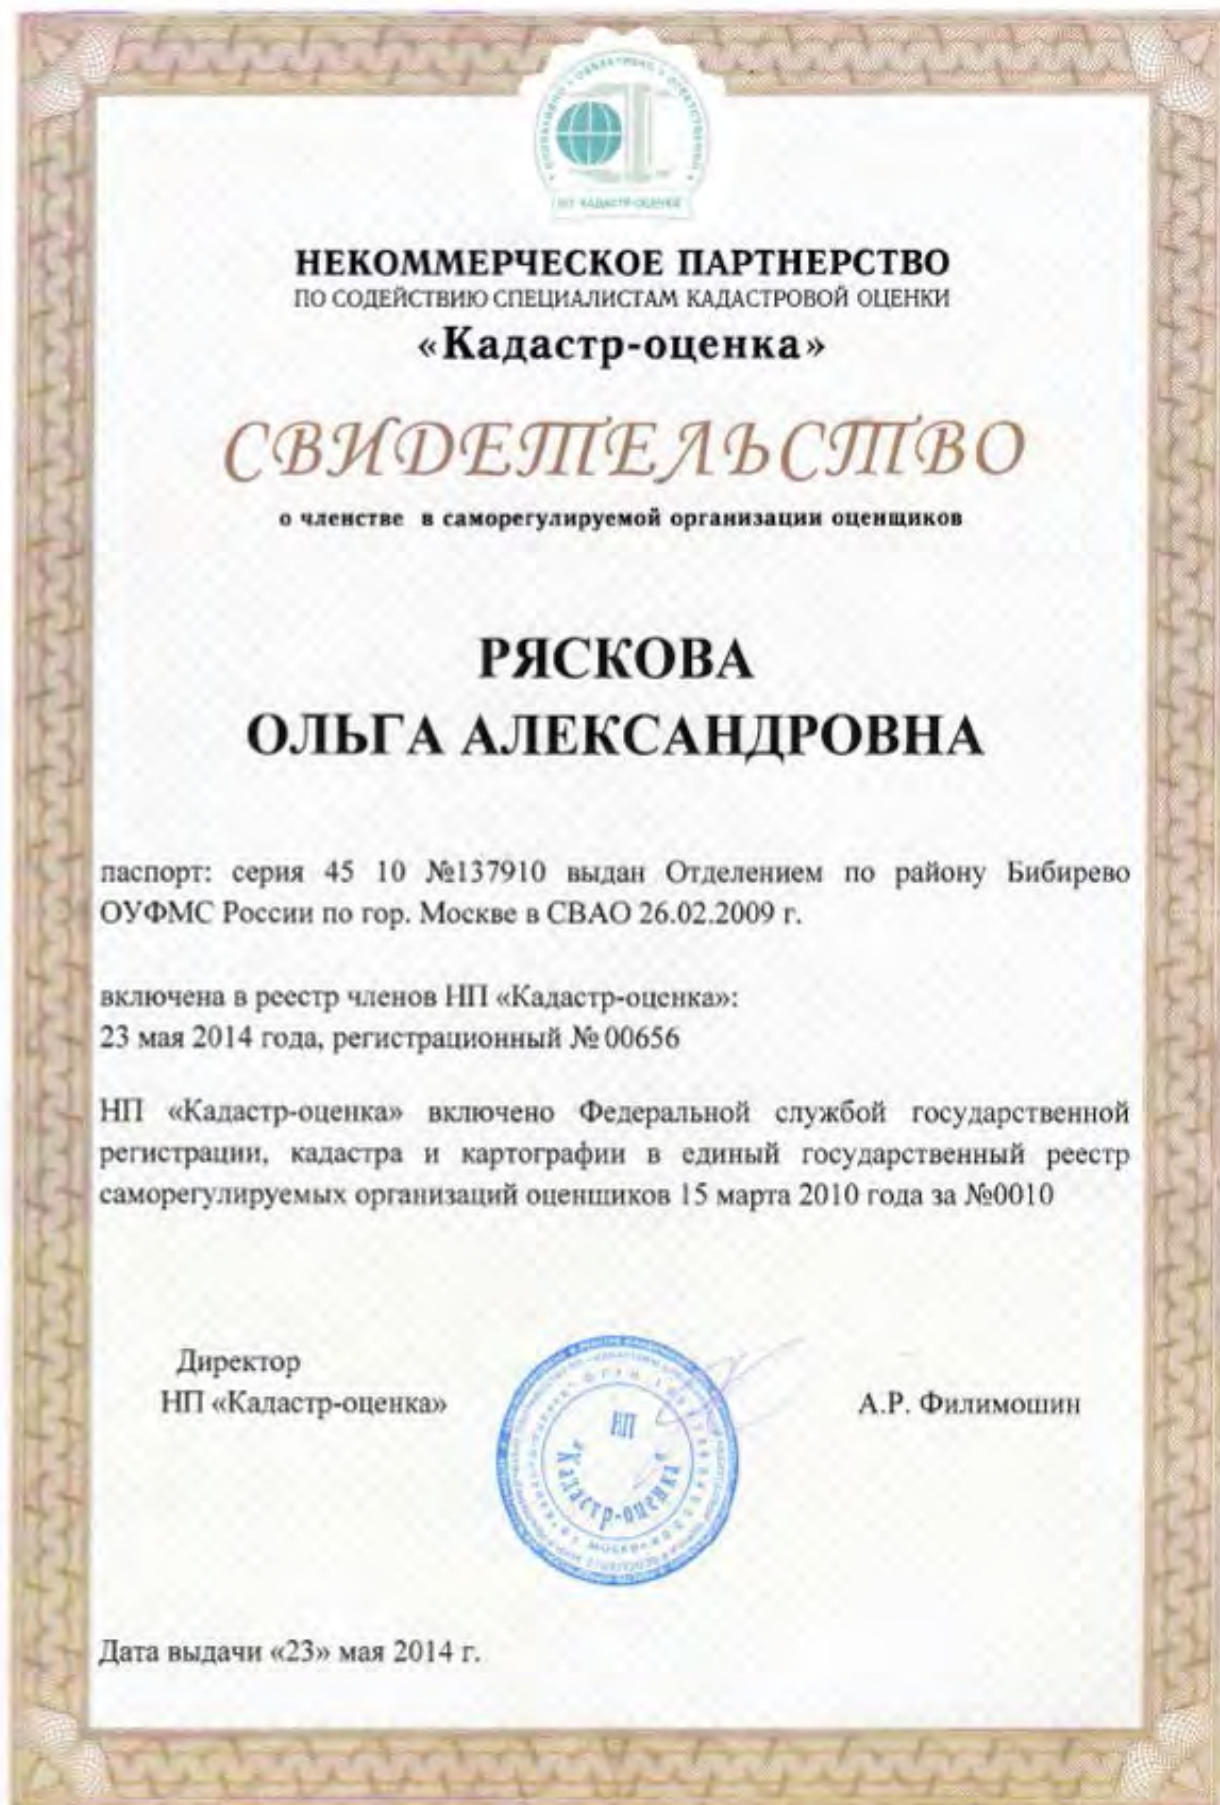 НП КАДАСТР-ОЦЕНКА
НЕКОММЕРЧЕСКОЕ ПАРТНЕРСТВО
ПО СОДЕЙСТВИЮ СПЕЦИАЛИСТАМ КАДАСТРОВОЙ ОЦЕНКИ
«Кадастр-оценка»
СВИДЕТЕЛЬСТВО
о членстве в саморегулируемой организации оценщиков
РЯСКОВА
ОЛЬГА АЛЕКСАНДРОВНА
паспорт: серия 45 10 №137910 выдан Отделением по району Бибирево
ОУФМС России по гор. Москве в СВАО 26.02.2009 г.
включена в реестр членов НП «Кадастр-оценка»:
23 мая 2014 года, регистрационный № 00656
НП «Кадастр-оценка» включено Федеральной службой государственной
регистрации, кадастра и картографии в единый государственный реестр
саморегулируемых организаций оценщиков 15 марта 2010 года за №0010
Директор
НП «Кадастр-оценка»
А.Р. Филимошин
НП
"Кадастр-оценка"
Дата выдачи «23» мая 2014 г.